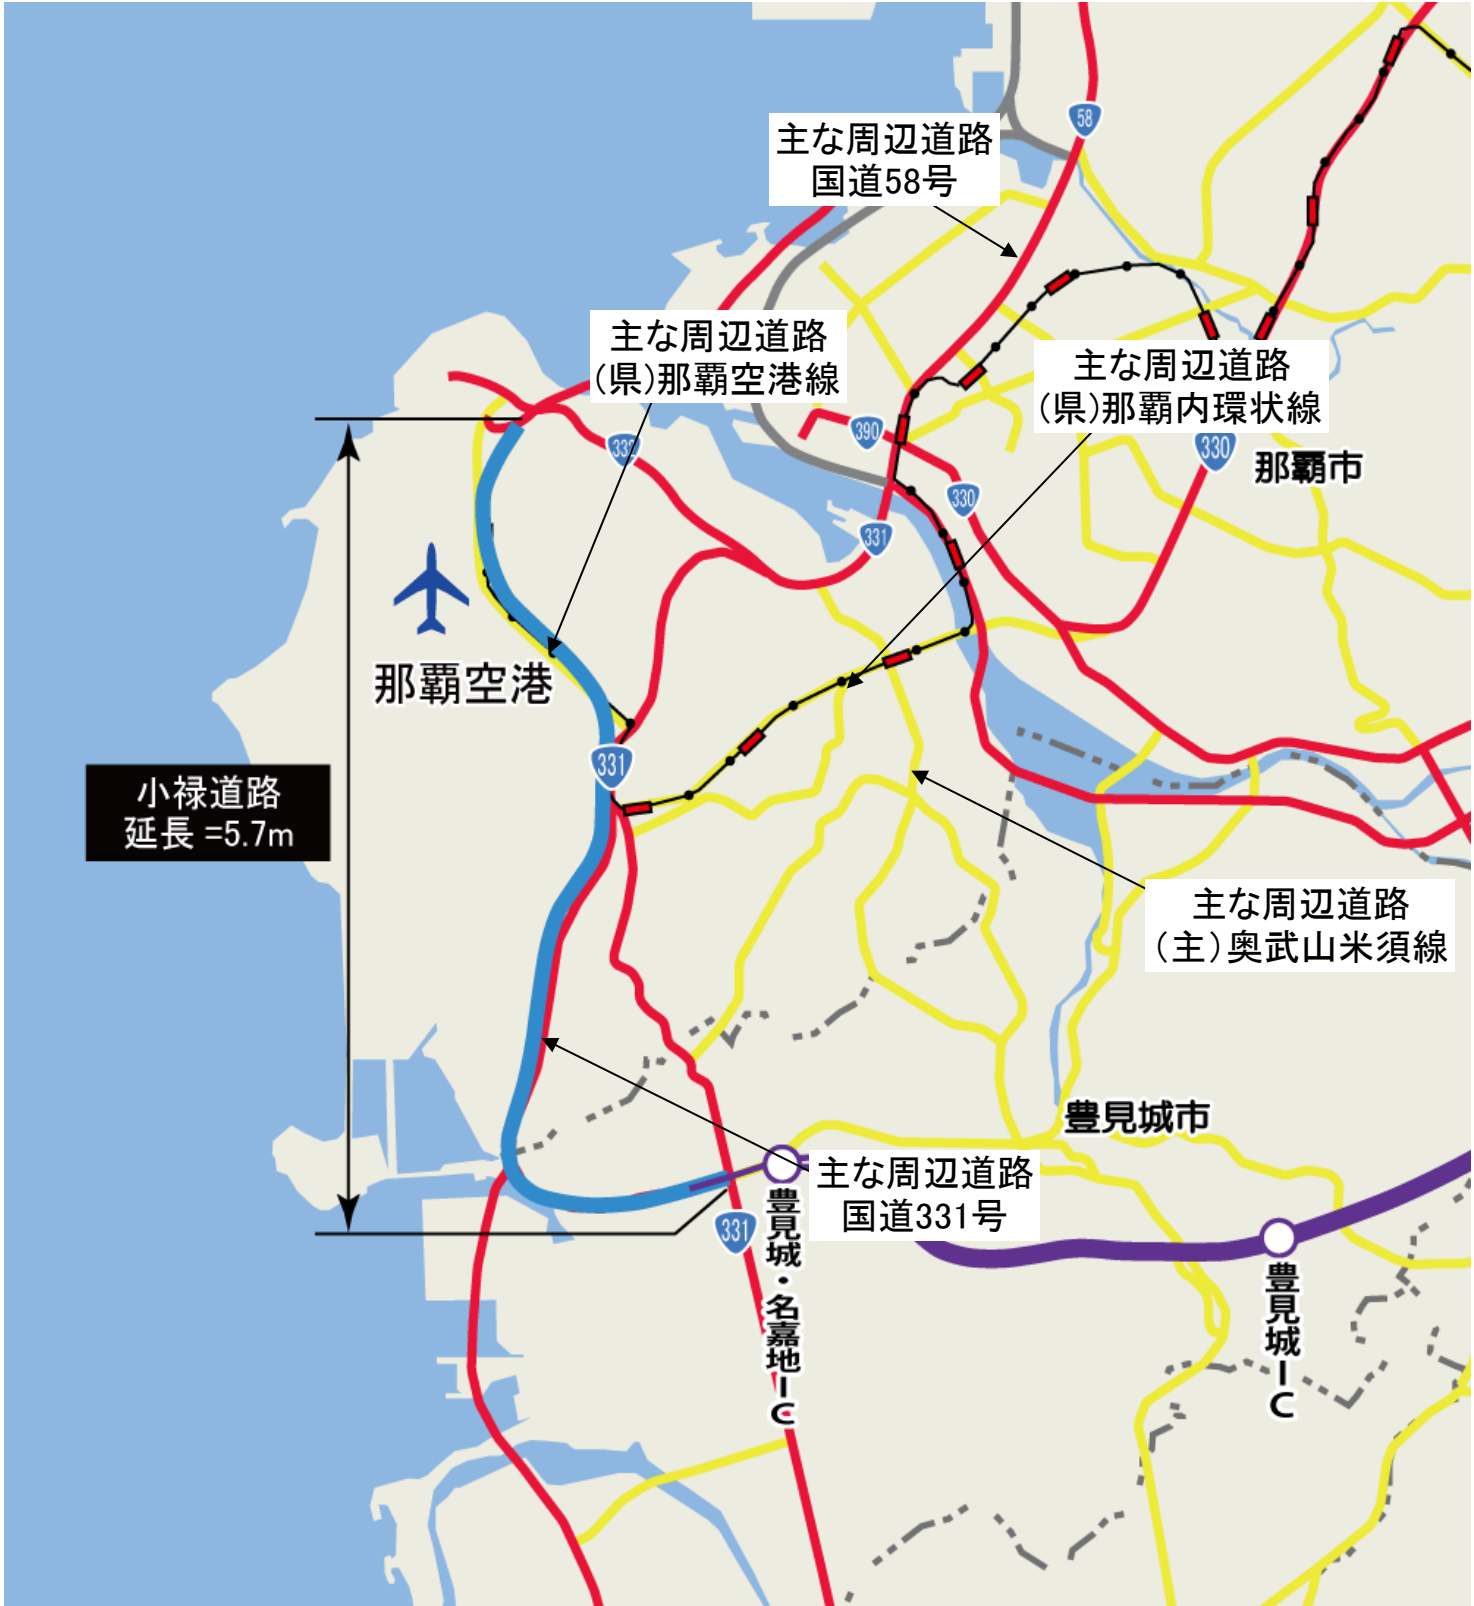 58
主な周辺道路
国道58号
主な周辺道路
(県)那覇空港線
主な周辺道路
(県)那覇内環状線
390
332
330
那覇市
330
331
那覇空港
331
小禄道路
延長 =5.7m
主な周辺道路
(主)奥武山米須線
豊見城市
主な周辺道路
国道331号
331
豊見城・名嘉地IC
豊見城IC